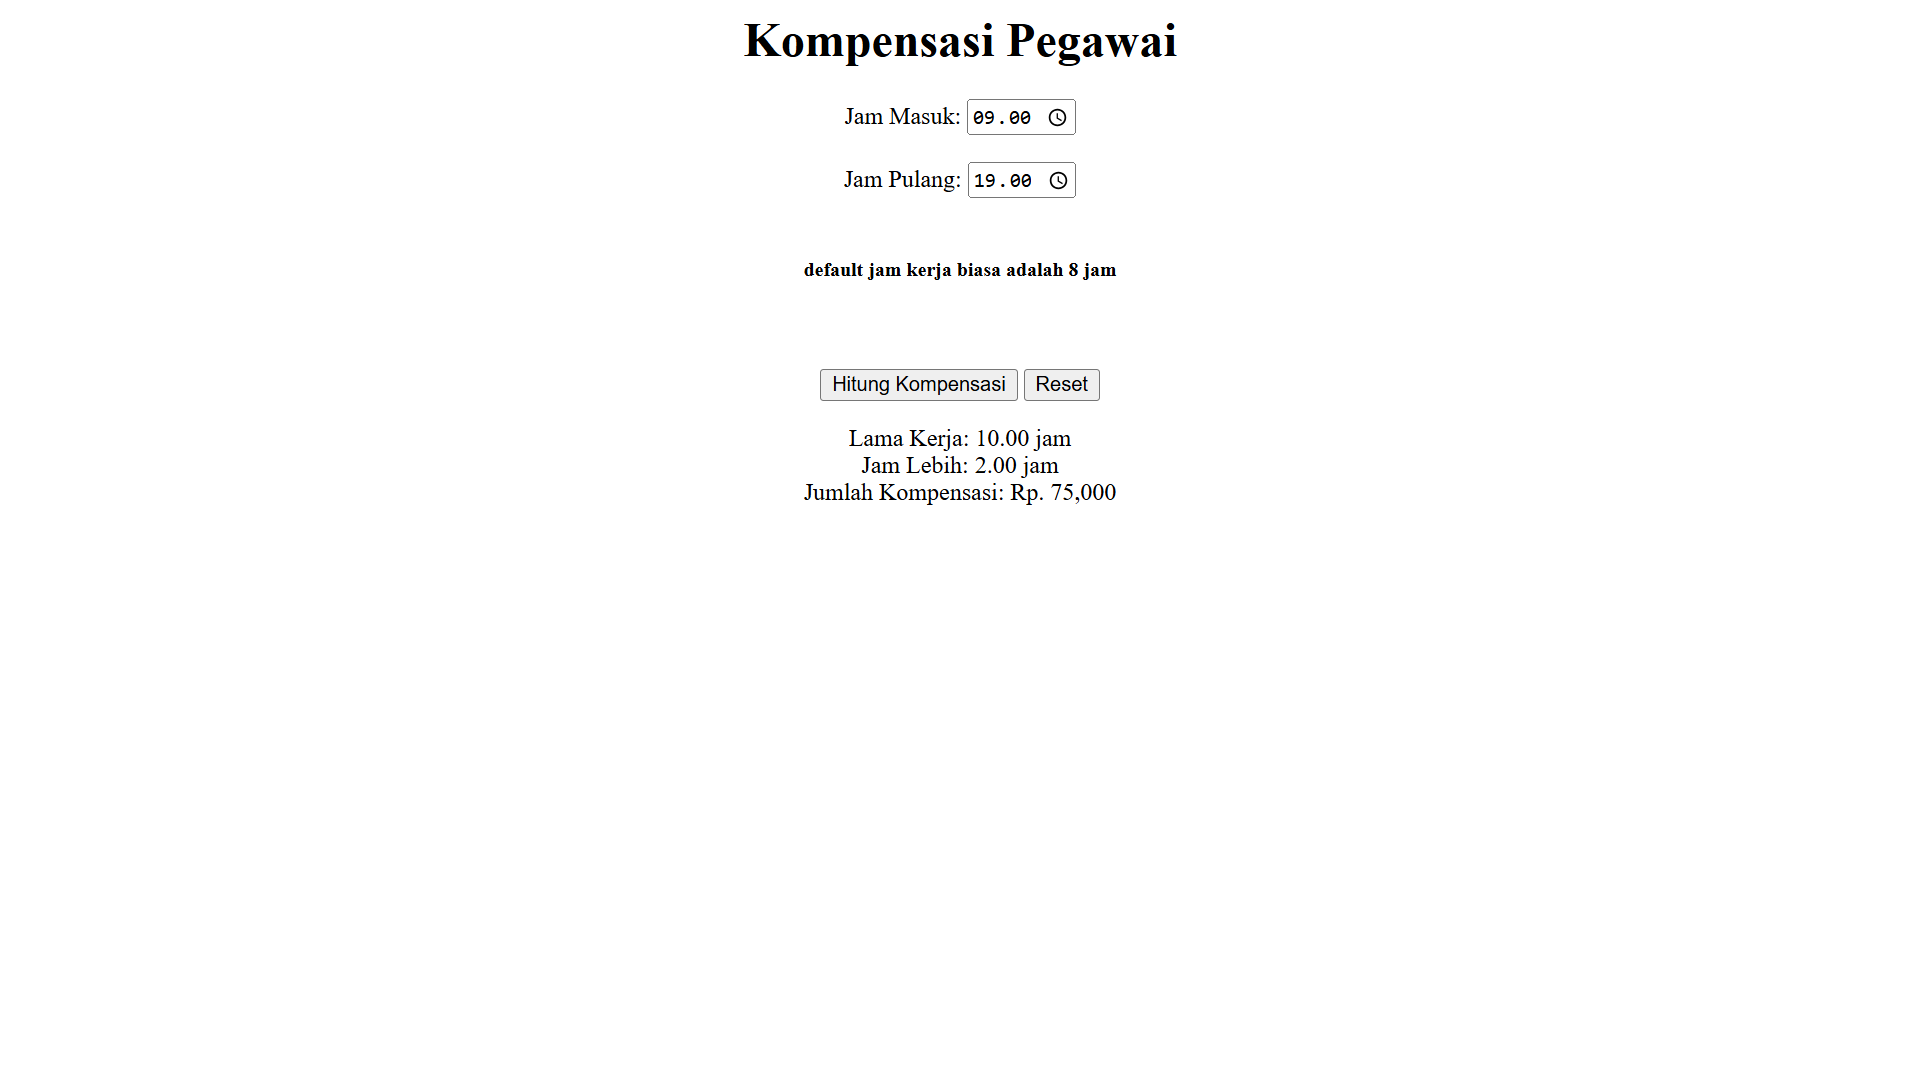 Kompensasi Pegawai
Jam Masuk: 09.00
Jam Pulang: 19.00
default jam kerja biasa adalah 8 jam
Hitung Kompensasi Reset
Lama Kerja: 10.00 jam
Jam Lebih: 2.00 jam
Jumlah Kompensasi: Rp. 75,000